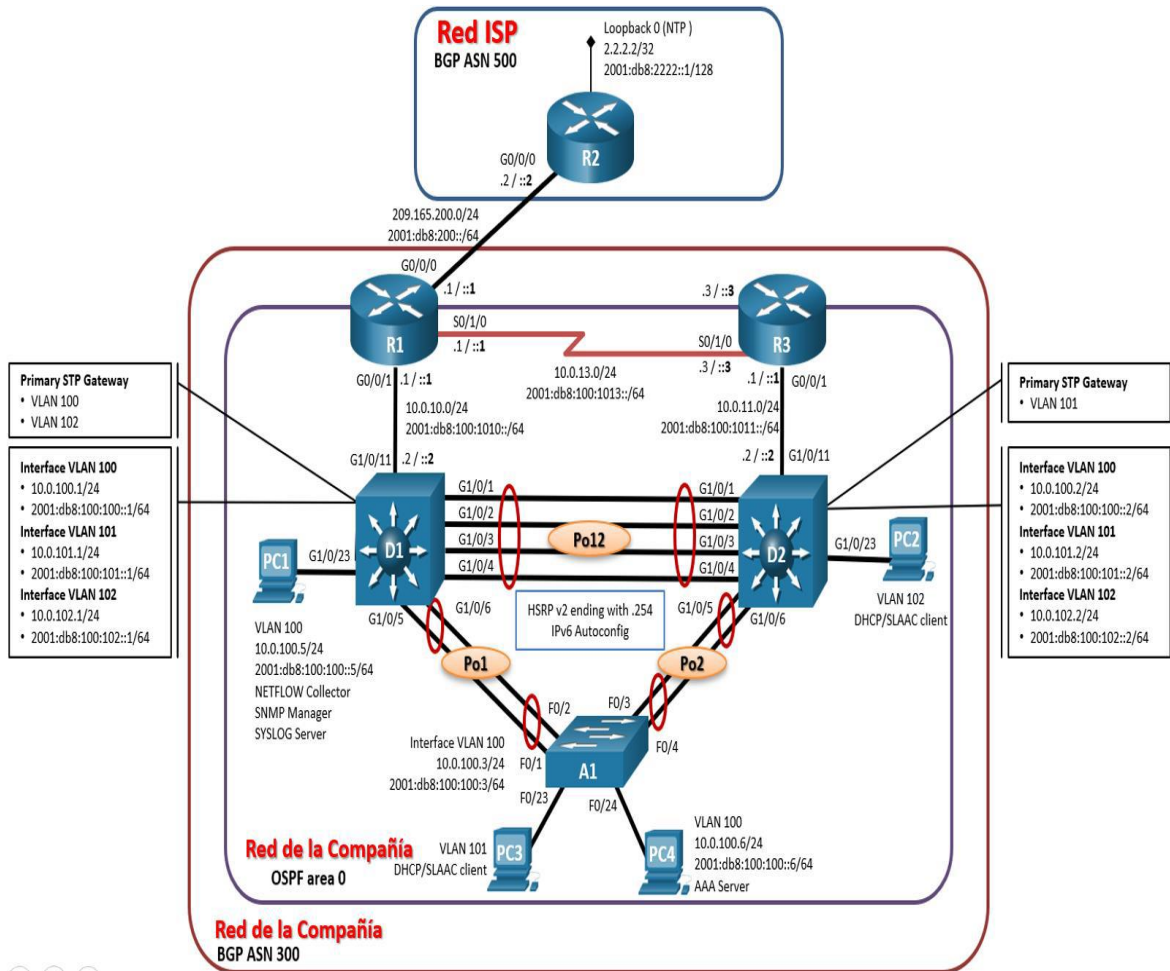 Red ISP
BGP ASN 500
Loopback 0 (NTP )
2.2.2.2/32
2001:db8:2222::1/128
R2
G0/0/0
.2 / ::2
209.165.200.0/24
2001:db8:200::/64
G0/0/0
.1 / ::1
R1
S0/1/0
.1 / ::1
.3 / ::3
R3
S0/1/0
.3 / ::3
10.0.13.0/24
2001:db8:100:1013::/64
G0/0/1
.1 / ::1
10.0.10.0/24
2001:db8:100:1010::/64
.1 / ::1
G0/0/1
10.0.11.0/24
2001:db8:100:1011::/64
Primary STP Gateway
• VLAN 100
• VLAN 102
Primary STP Gateway
• VLAN 101
Interface VLAN 100
• 10.0.100.1/24
• 2001:db8:100:100::1/64
Interface VLAN 101
• 10.0.101.1/24
• 2001:db8:100:101::1/64
Interface VLAN 102
• 10.0.102.1/24
• 2001:db8:100:102::1/64
G1/0/11
.2 / ::2
.2 / ::2
G1/0/11
D1
G1/0/1
G1/0/2
G1/0/3
G1/0/4
Po12
G1/0/1
G1/0/2
G1/0/3
G1/0/4
D2
Interface VLAN 100
• 10.0.100.2/24
• 2001:db8:100:100::2/64
Interface VLAN 101
• 10.0.101.2/24
• 2001:db8:100:101::2/64
Interface VLAN 102
• 10.0.102.2/24
• 2001:db8:100:102::2/64
PC1
G1/0/23
G1/0/23
PC2
VLAN 102
DHCP/SLAAC client
G1/0/5
G1/0/6
HSRP v2 ending with .254
IPv6 Autoconfig
G1/0/5
G1/0/6
VLAN 100
10.0.100.5/24
2001:db8:100:100::5/64
NETFLOW Collector
SNMP Manager
SYSLOG Server
Po1
Po2
F0/2
F0/1
F0/3
F0/4
Interface VLAN 100
10.0.100.3/24
2001:db8:100:100:3/64
A1
F0/23
F0/24
VLAN 101
DHCP/SLAAC client
PC3
PC4
VLAN 100
10.0.100.6/24
2001:db8:100:100::6/64
AAA Server
Red de la Compañía
OSPF area 0
Red de la Compañía
BGP ASN 300